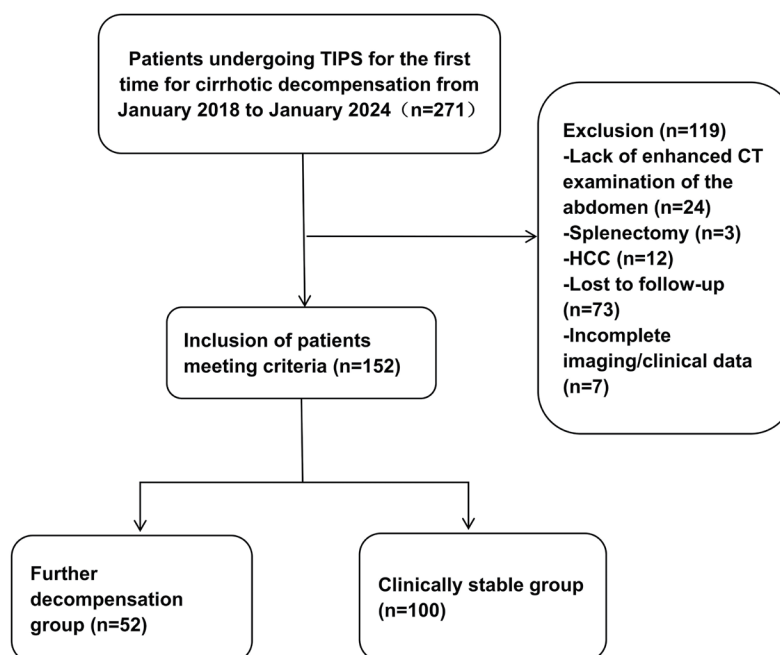 Patients undergoing TIPS for the first
time for cirrhotic decompensation from
January 2018 to January 2024（n=271）
Exclusion (n=119)
-Lack of enhanced CT
examination of the
abdomen (n=24)
-Splenectomy (n=3)
-HCC (n=12)
-Lost to follow-up
(n=73)
-Incomplete
imaging/clinical data
(n=7)
Inclusion of patients
meeting criteria (n=152)
Further
decompensation
group (n=52)
Clinically stable group
(n=100)